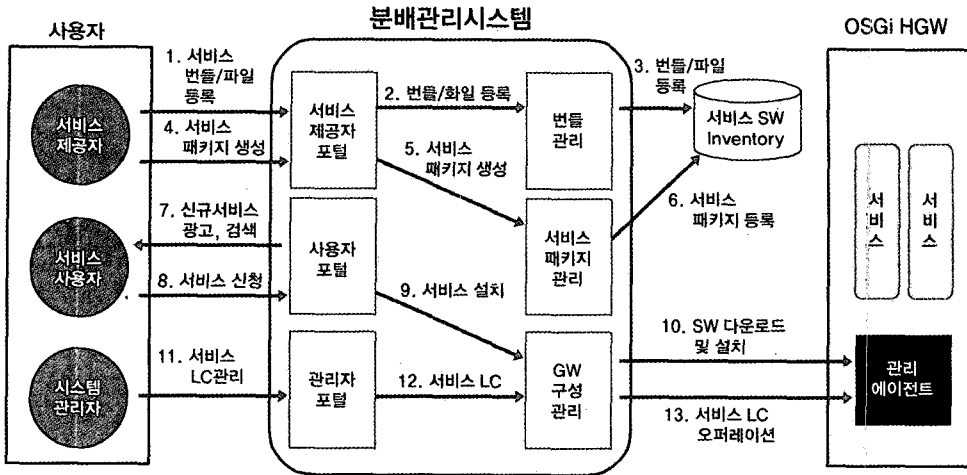 분배관리시스템
사용자
OSGi HGW
1. 서비스
번들/파일
등록
2. 번들/화일 등록
3. 번들/파일
등록
서비스
제공자
4. 서비스
패키지 생성
서비스
제공자
포털
5. 서비스
패키지 생성
번들
관리
서비스 SW
Inventory
6. 서비스
패키지 등록
7. 신규서비스
광고, 검색
서비스
사용자
8. 서비스 신청
사용자
포털
9. 서비스 설치
서비스
패키지
관리
서비스
서비스
10. SW 다운로드
및 설치
11. 서비스
LC관리
시스템
관리자
관리자
포털
12. 서비스 LC
GW
구성
관리
관리
에이전트
13. 서비스 LC
오퍼레이션